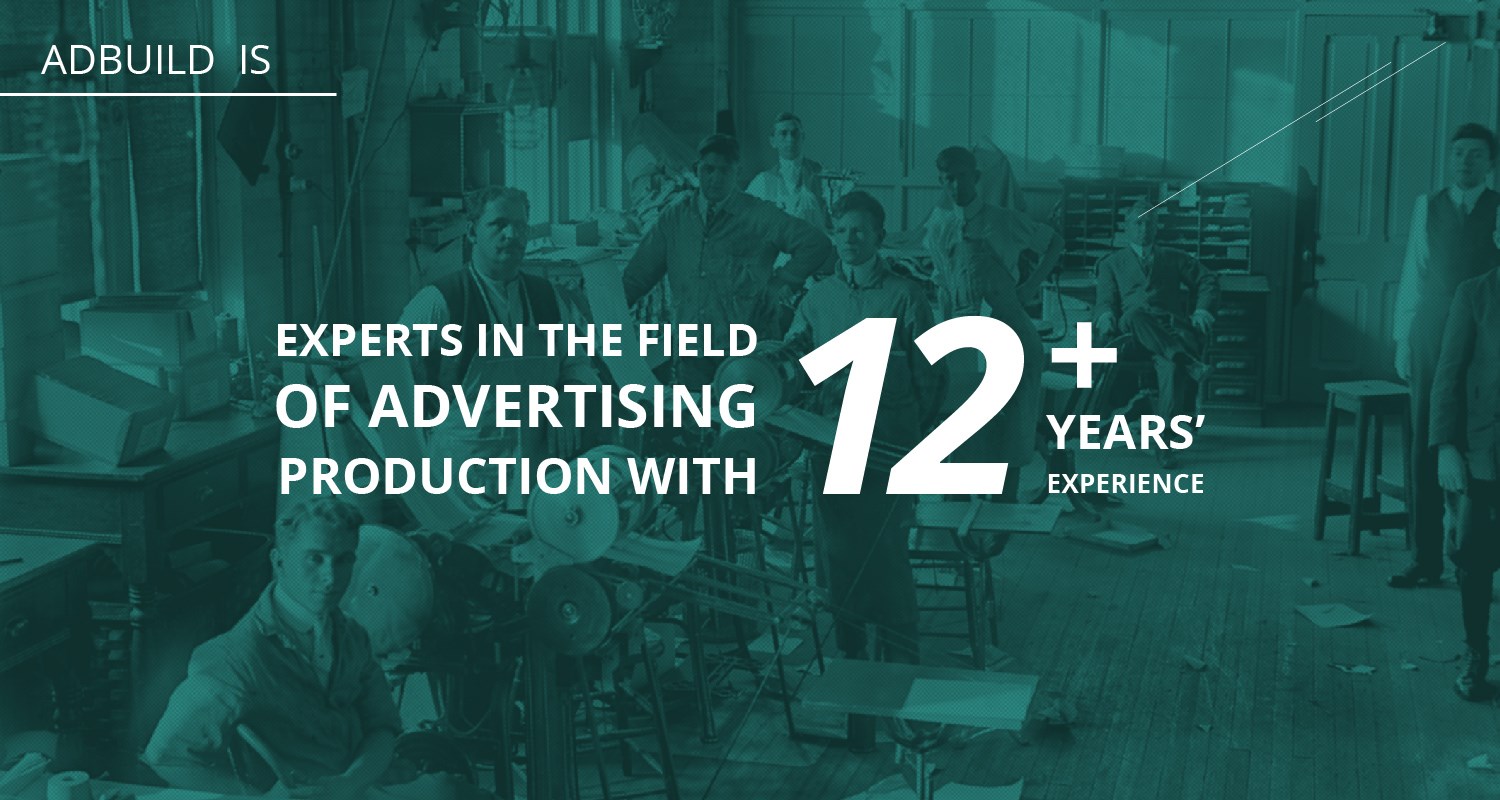 ADBUILD IS
EXPERTS IN THE FIELD
OF ADVERTISING
PRODUCTION WITH
12+
YEARS’
EXPERIENCE